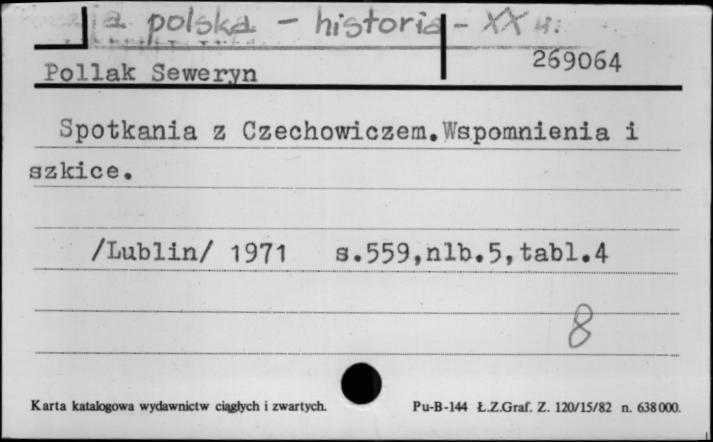 polska - historia - XX w.
269064
Pollak Seweryn
Spotkania z Czechowiczem.Wspomnienia i
szkice.
/Lublin/ 1971 s.559,nlb.5,tabl.4
8
Karta katalogowa wydawnictw ciągłych i zwartych. Pu-B-144 Ł.Z.Graf. Z. 120/15/82 n. 638000.